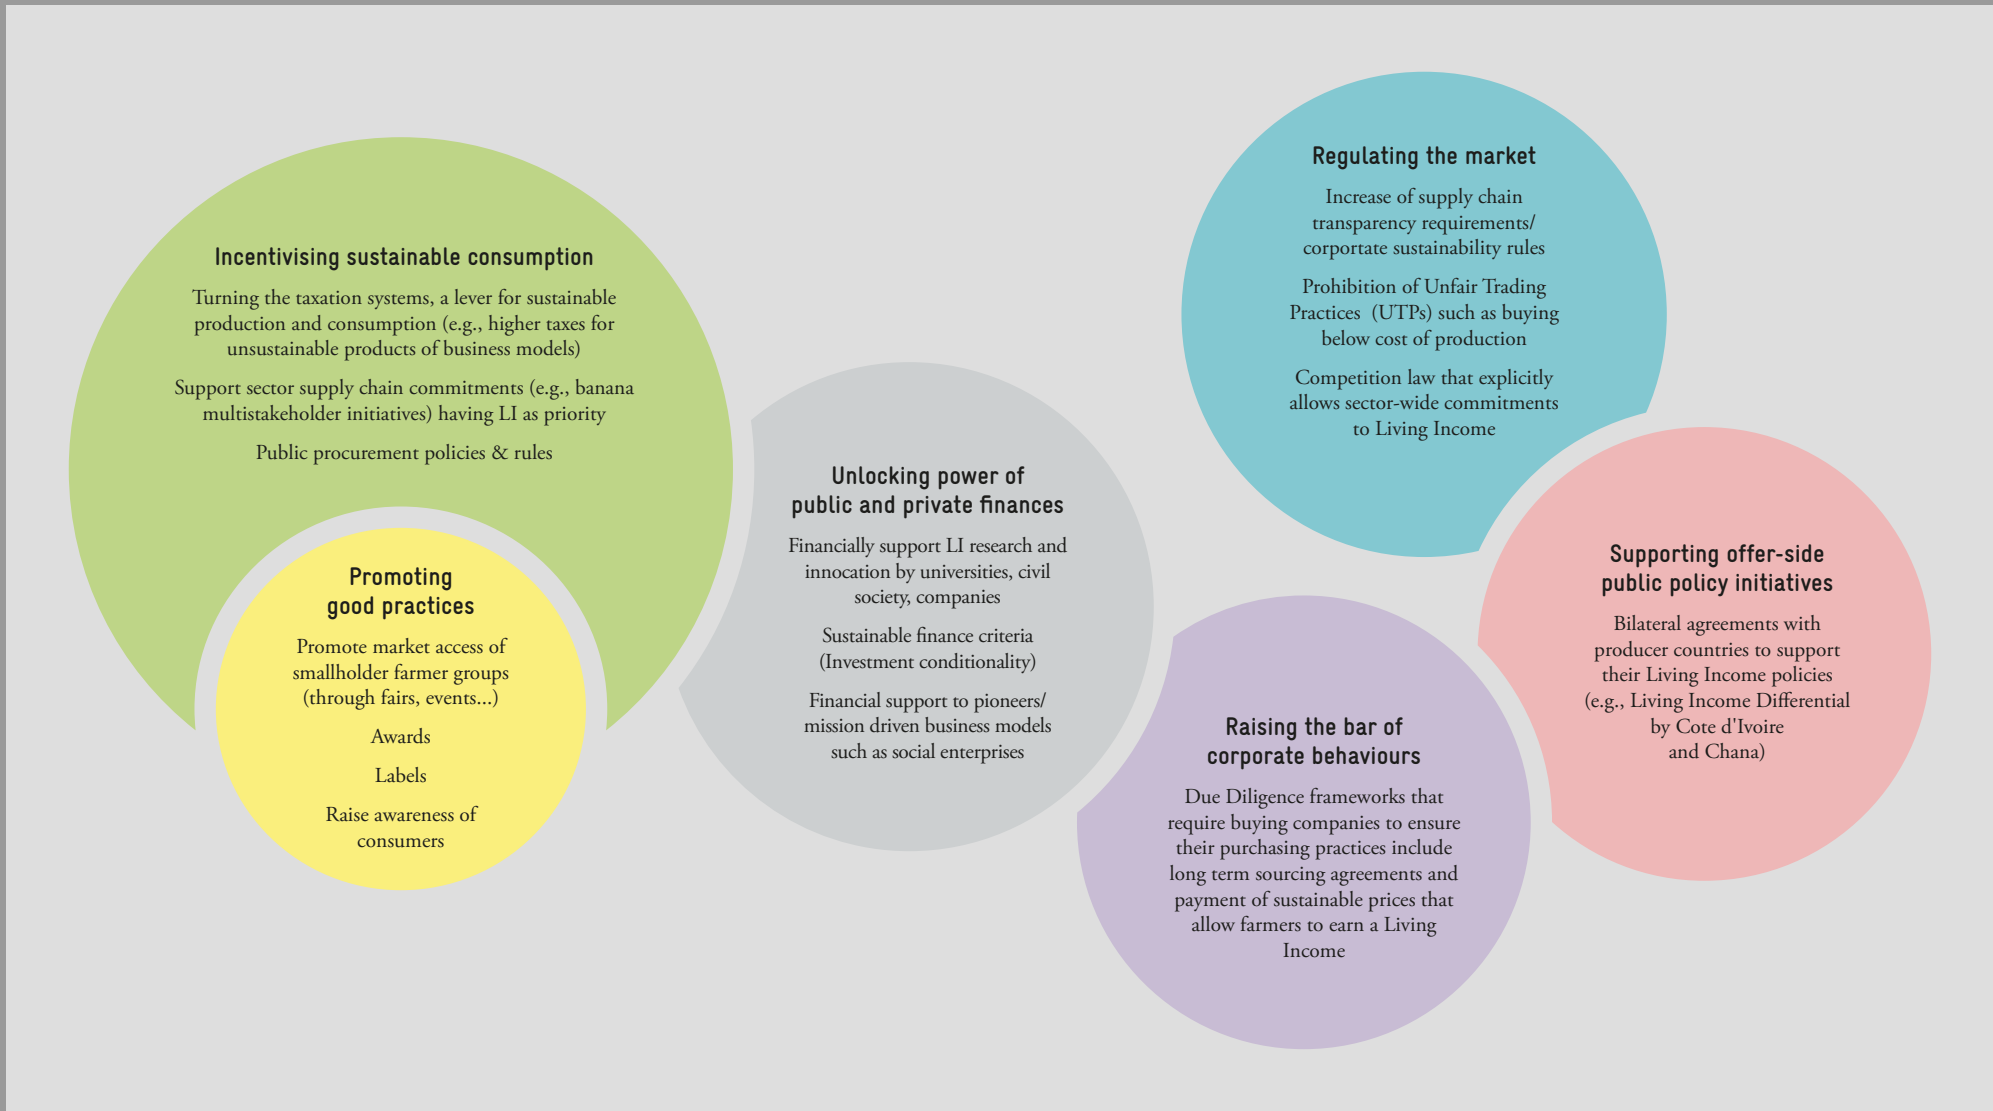 Incentivising sustainable consumption
Turning the taxation systems, a lever for sustainable
production and consumption (e.g., higher taxes for
unsustainable products of business models)
Support sector supply chain commitments (e.g., banana
multistakeholder initiatives) having LI as priority
Public procurement policies & rules
Promoting
good practices
Promote market access of
smallholder farmer groups
(through fairs, events...)
Awards
Labels
Raise awareness of
consumers
Unlocking power of
public and private finances
Financially support LI research and
innocation by universities, civil
society, companies
Sustainable finance criteria
(Investment conditionality)
Financial support to pioneers/
mission driven business models
such as social enterprises
Regulating the market
Increase of supply chain
transparency requirements/
corportate sustainability rules
Prohibition of Unfair Trading
Practices (UTPs) such as buying
below cost of production
Competition law that explicitly
allows sector-wide commitments
to Living Income
Raising the bar of
corporate behaviours
Due Diligence frameworks that
require buying companies to ensure
their purchasing practices include
long term sourcing agreements and
payment of sustainable prices that
allow farmers to earn a Living
Income
Supporting offer-side
public policy initiatives
Bilateral agreements with
producer countries to support
their Living Income policies
(e.g., Living Income Differential
by Cote d'Ivoire
and Chana)